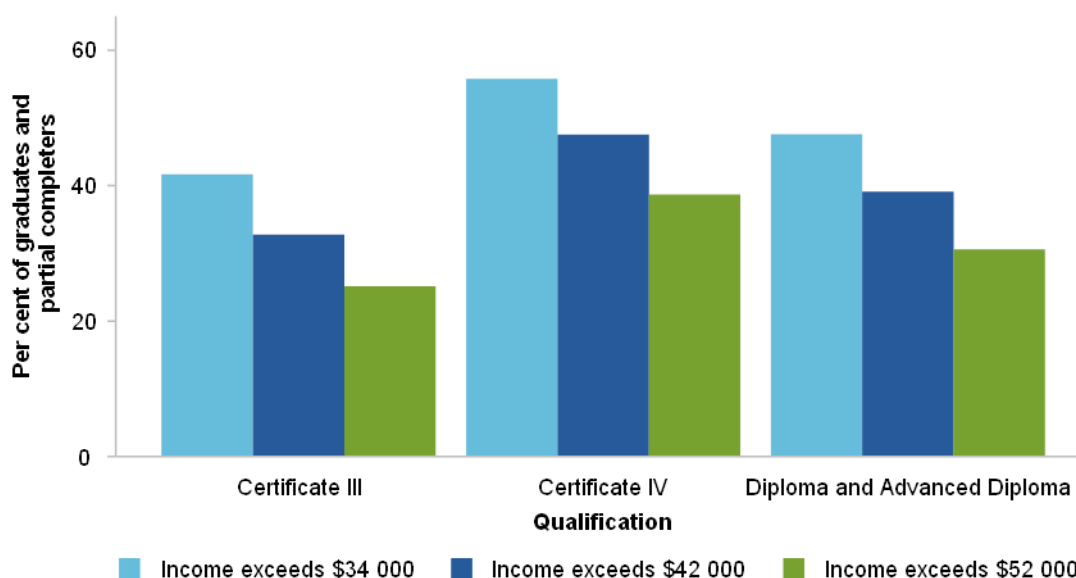 Per cent of graduates and
partial completers
60
40
20
0
Certificate III
Certificate IV
Diploma and Advanced Diploma
Qualification
Income exceeds $34 000
Income exceeds $42 000
Income exceeds $52 000